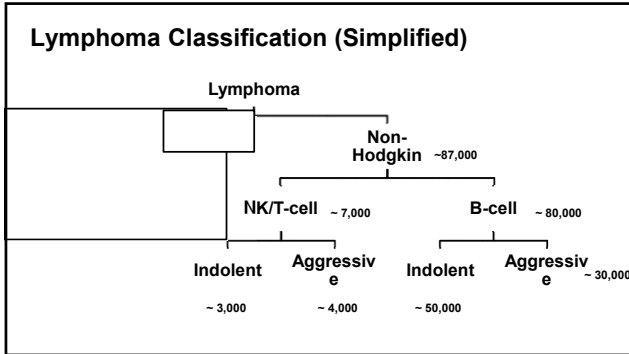 Lymphoma Classification (Simplified)
Lymphoma
Non-
Hodgkin
~87,000
NK/T-cell
~ 7,000
B-cell
~ 80,000
Indolent
Aggressiv
e
Indolent
Aggressiv
e
~ 30,000
~ 3,000
~ 4,000
~ 50,000